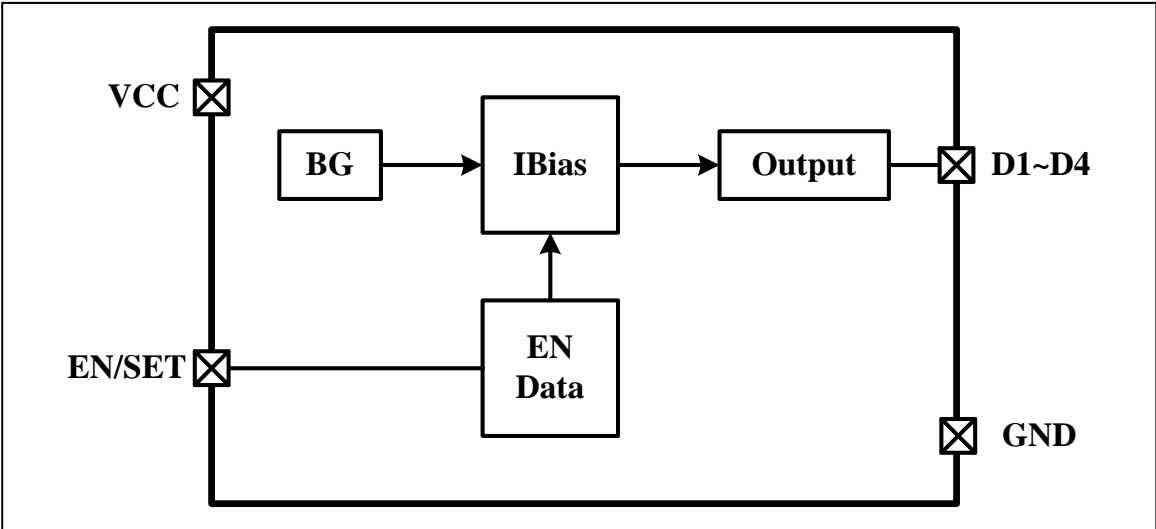 VCC
BG
IBias
Output
D1~D4
EN/SET
EN
Data
GND